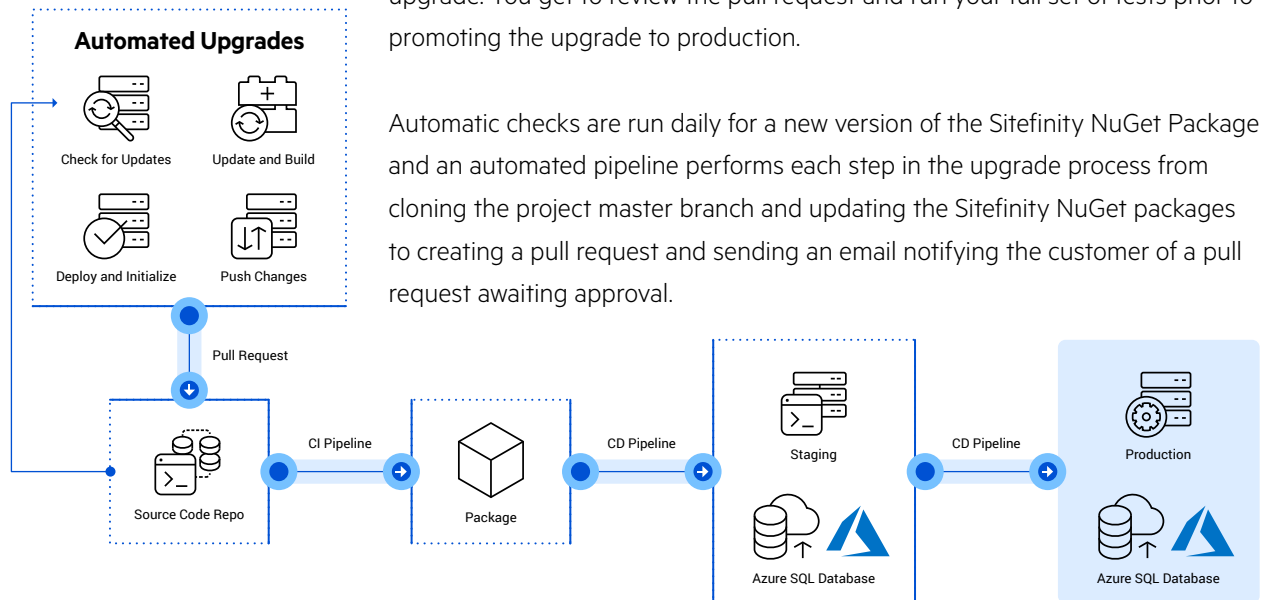 upgrade. You get to review the pull request and run your full set of tests prior to
promoting the upgrade to production.
Automatic checks are run daily for a new version of the Sitefinity NuGet Package
and an automated pipeline performs each step in the upgrade process from
cloning the project master branch and updating the Sitefinity NuGet packages
to creating a pull request and sending an email notifying the customer of a pull
request awaiting approval.
Automated Upgrades
Check for Updates
Update and Build
Deploy and Initialize
Push Changes
Pull Request
Source Code Repo
CI Pipeline
Package
CD Pipeline
Staging
Azure SQL Database
CD Pipeline
Production
Azure SQL Database